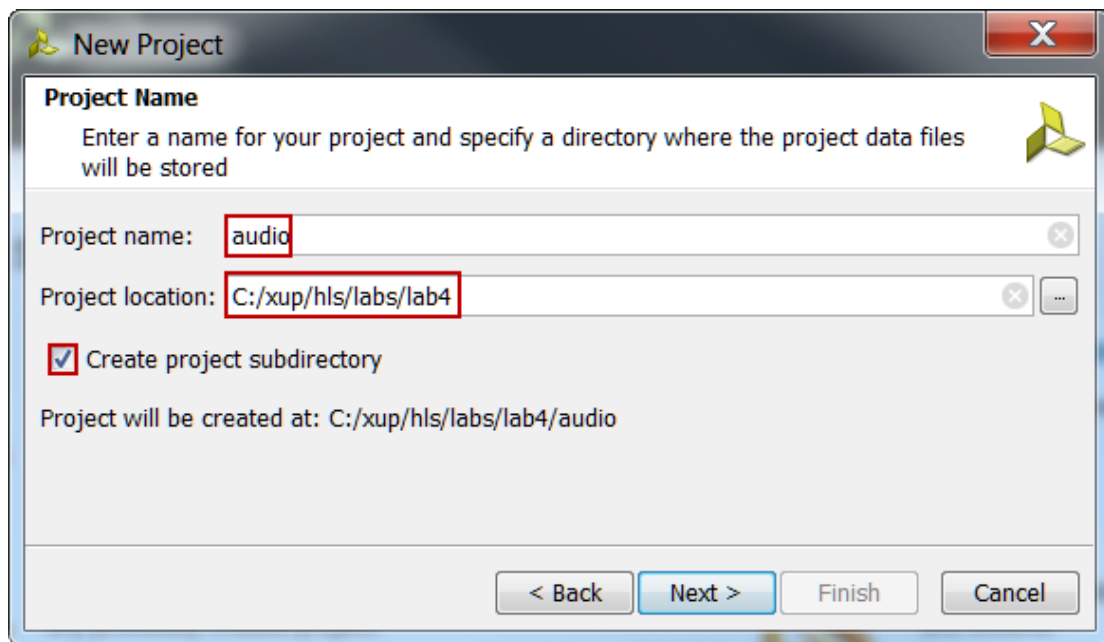 New Project
Project Name
Enter a name for your project and specify a directory where the project data files
will be stored
Project name: audio
Project location: C:/xup/hls/labs/lab4 ...
Create project subdirectory
Project will be created at: C:/xup/hls/labs/lab4/audio
< Back Next > Finish Cancel